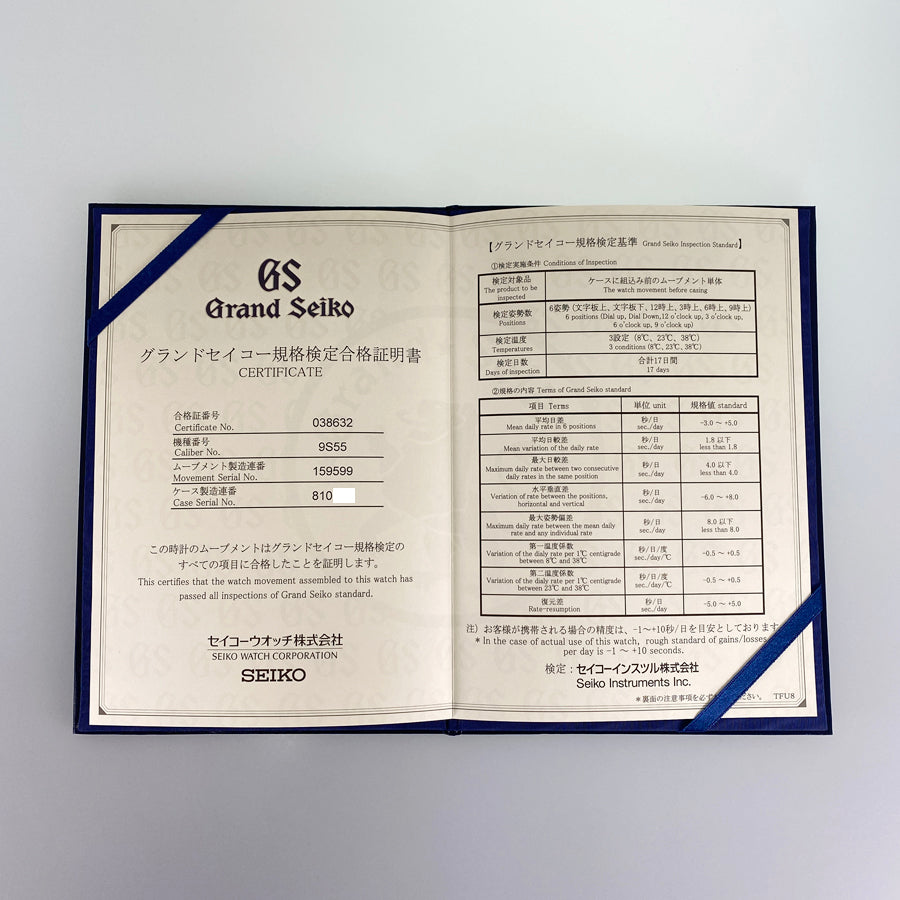 GS
Grand Seiko
グランドセイコー規格検定合格証明書
CERTIFICATE
合格証番号
Certificate No.
038632
機種番号
Caliber No.
9S55
ムーブメント製造連番
Movement Serial No.
159599
ケース製造連番
Case Serial No.
810
この時計のムーブメントはグランドセイコー規格検定の
すべての項目に合格したことを証明します。
This certifies that the watch movement assembled to this watch has
passed all inspections of Grand Seiko standard.
セイコーウオッチ株式会社
SEIKO WATCH CORPORATION
SEIKO
【グランドセイコー規格検定基準 Grand Seiko Inspection Standard】
①検定実施条件 Conditions of Inspection
検定対象品
The product to be
inspected
ケースに組込み前のムーブメント単体
The watch movement before casing
検定姿勢数
Positions
6姿勢 (文字板上、文字板下、12時上、3時上、6時上、9時上)
6 positions (Dial up, Dial Down,12 o'clock up, 3 o'clock up,
6 o'clock up, 9 o'clock up)
検定温度
Temperatures
3設定 (8℃、23℃、38℃)
3 conditions (8℃、23℃、38℃)
検定日数
Days of inspection
合計17日間
17 days
②規格の内容 Terms of Grand Seiko standard
項目 Terms
単位 unit
規格値 standard
平均日差
Mean daily rate in 6 positions
秒/日
sec./day
-3.0 ～ +5.0
平均日較差
Mean variation of the daily rate
秒/日
sec./day
1.8 以下
less than 1.8
最大日較差
Maximum daily rate between two consecutive
daily rates in the same position
秒/日
sec./day
4.0 以下
less than 4.0
水平垂直差
Veriation of rate between the positions,
horizontal and vertical
秒/日
sec./day
-6.0 ～ +8.0
最大姿勢偏差
Maximum daily rate between the mean daily
rate and any individual rate
秒/日
sec./day
8.0 以下
less than 8.0
第一温度係数
Variation of the dialy rate per 1℃ centigrade
between 8℃ and 38℃
秒/日/度
sec./day/℃
-0.5 ～ +0.5
第二温度係数
Variation of the dialy rate per 1℃ centigrade
between 23℃ and 38℃
秒/日/度
sec./day/℃
-0.5 ～ +0.5
復元差
Rate-resumption
秒/日
sec./day
-5.0 ～ +5.0
注) お客様が携帯される場合の精度は、-1～+10秒/日を目安としております
* In the case of actual use of this watch, rough standard of gains/losses
per day is -1 ～ +10 seconds.
検定：セイコーインスツル株式会社
Seiko Instruments Inc.
＊裏面の注意事項を必ず ください。 TFU8